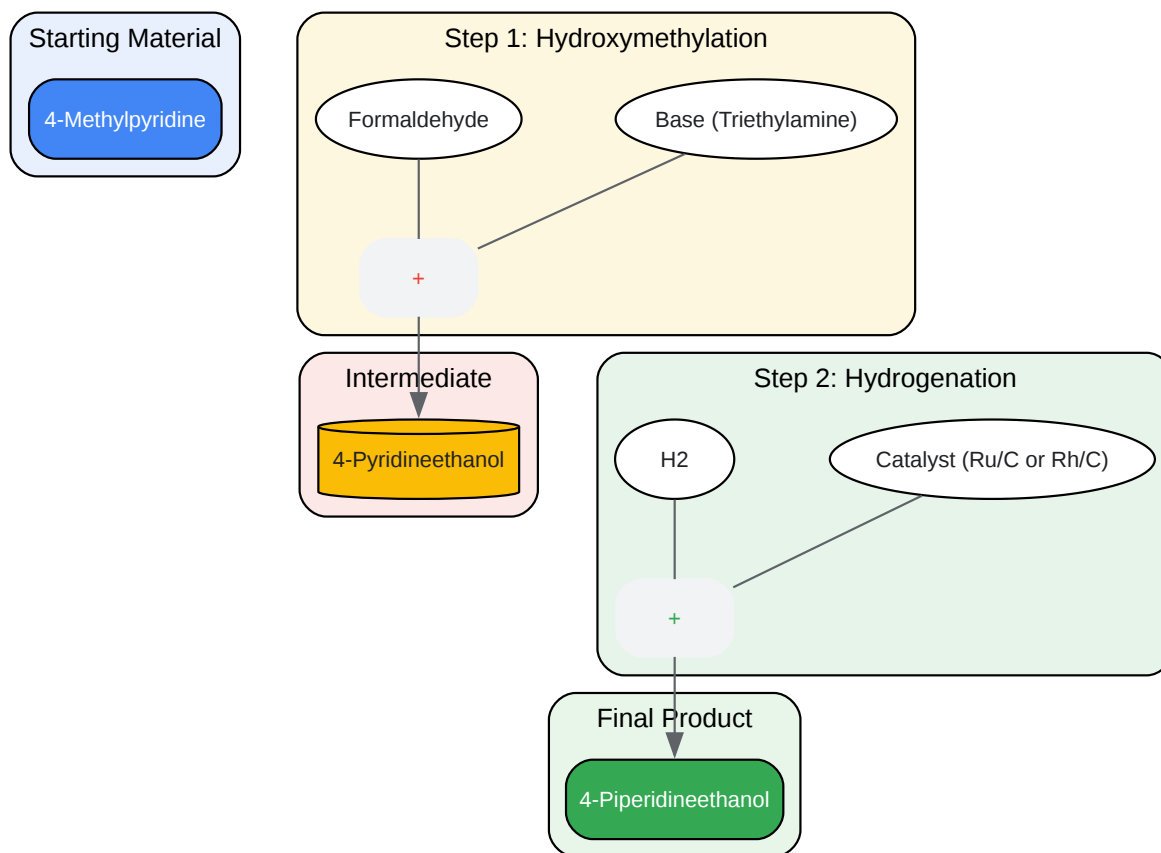 Starting Material
4-Methylpyridine
Step 1: Hydroxymethylation
Formaldehyde
Base (Triethylamine)
+
Intermediate
4-Pyridineethanol
Step 2: Hydrogenation
H2
Catalyst (Ru/C or Rh/C)
+
Final Product
4-Piperidineethanol